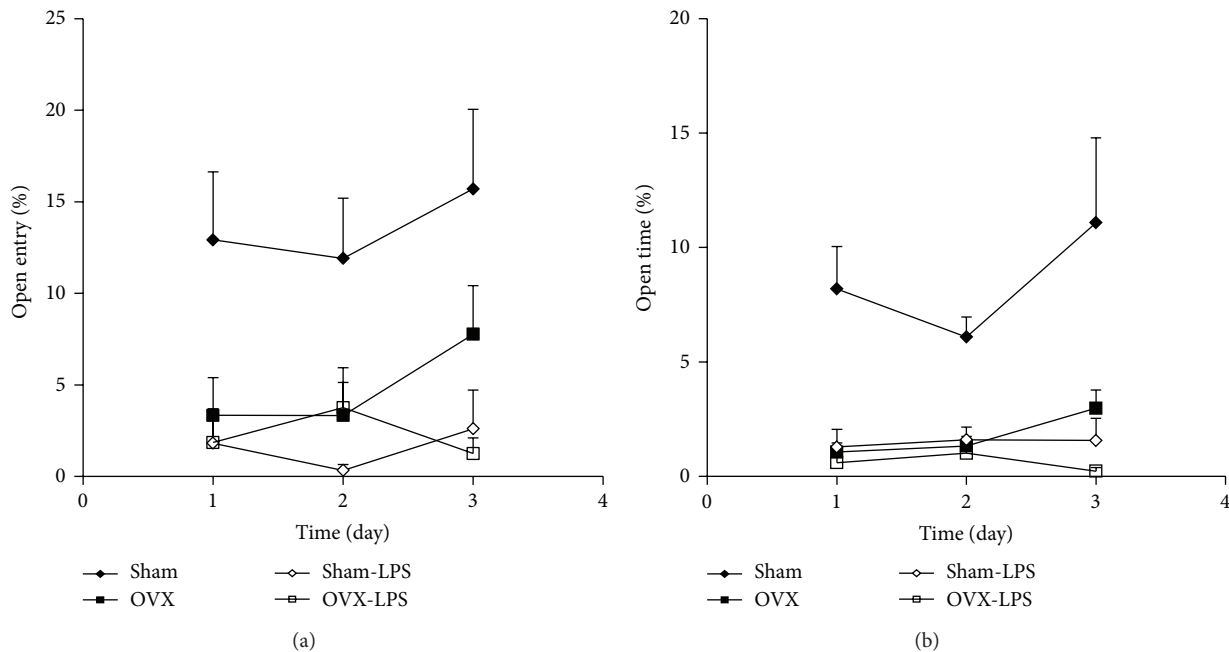 25
20
15
10
5
0
Open entry (%)
0 1 2 3 4
Time (day)
Sham Sham-LPS
OVX OVX-LPS
(a)
20
15
10
5
0
Open time (%)
0 1 2 3 4
Time (day)
Sham Sham-LPS
OVX OVX-LPS
(b)